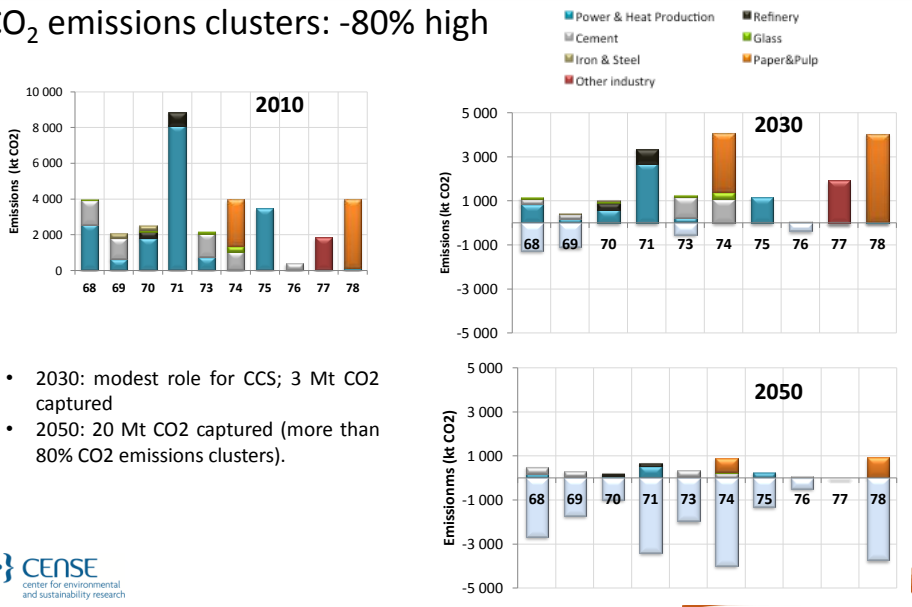 CO2 emissions clusters: -80% high
Power & Heat Production
Refinery
Cement
Glass
Iron & Steel
Paper&Pulp
Other industry
2010
Emissions (kt CO2)
10 000
8 000
6 000
4 000
2 000
0
68 69 70 71 73 74 75 76 77 78
2030
Emissions (kt CO2)
5 000
3 000
1 000
-1 000
-3 000
-5 000
68 69 70 71 73 74 75 76 77 78
• 2030: modest role for CCS; 3 Mt CO2
captured
• 2050: 20 Mt CO2 captured (more than
80% CO2 emissions clusters).
2050
Emissionms (kt CO2)
5 000
3 000
1 000
-1 000
-3 000
-5 000
68 69 70 71 73 74 75 76 77 78
CENSE
center for environmental
and sustainability research